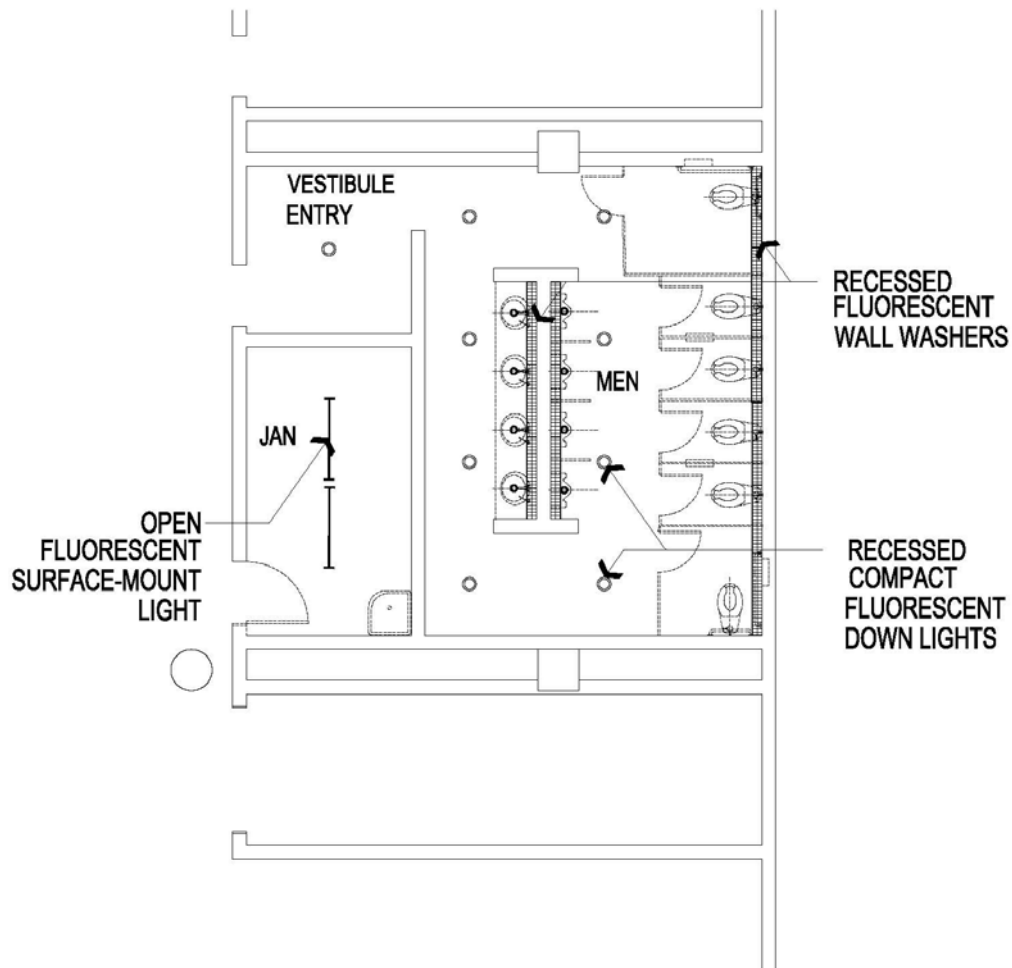 VESTIBULE
ENTRY
RECESSED
FLUORESCENT
WALL WASHERS
MEN
JAN
OPEN
FLUORESCENT
SURFACE-MOUNT
LIGHT
RECESSED
COMPACT
FLUORESCENT
DOWN LIGHTS